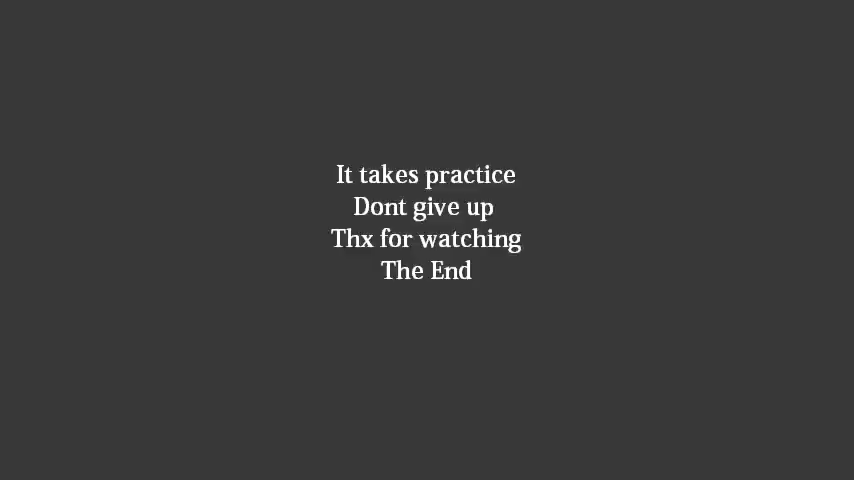 It takes practice
Dont give up
Thx for watching
The End